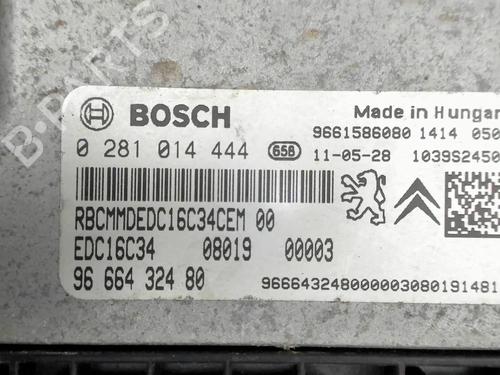 B-PARTS
BOSCH
Made in Hungar
9661586080 1414 050
0 281 014 444 658 11-05-28 1039S2450
RBCMMDEDC16C34CEM 00
EDC16C34 08019 00003
96 664 324 80 9666432480000003080191481